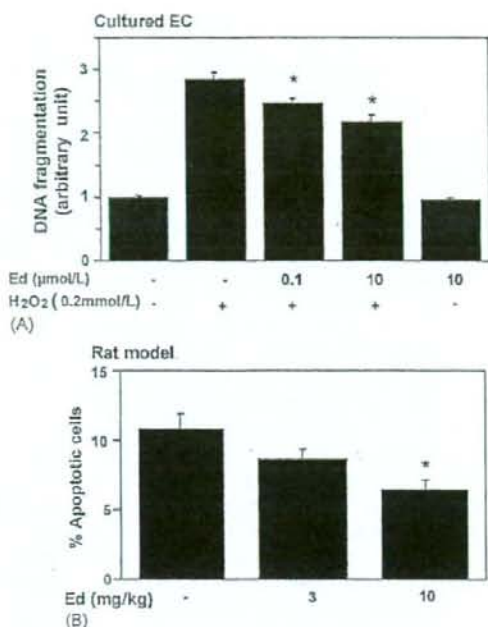 Cultured EC
DNA fragmentation
(arbitrary unit)
3
2
1
0
* *
Ed (µmol/L) - - 0.1 10 10
H2O2 (0.2mmol/L) - + + + -
(A)
Rat model
% Apoptotic cells
15
10
5
0
*
Ed (mg/kg) - 3 10
(B)